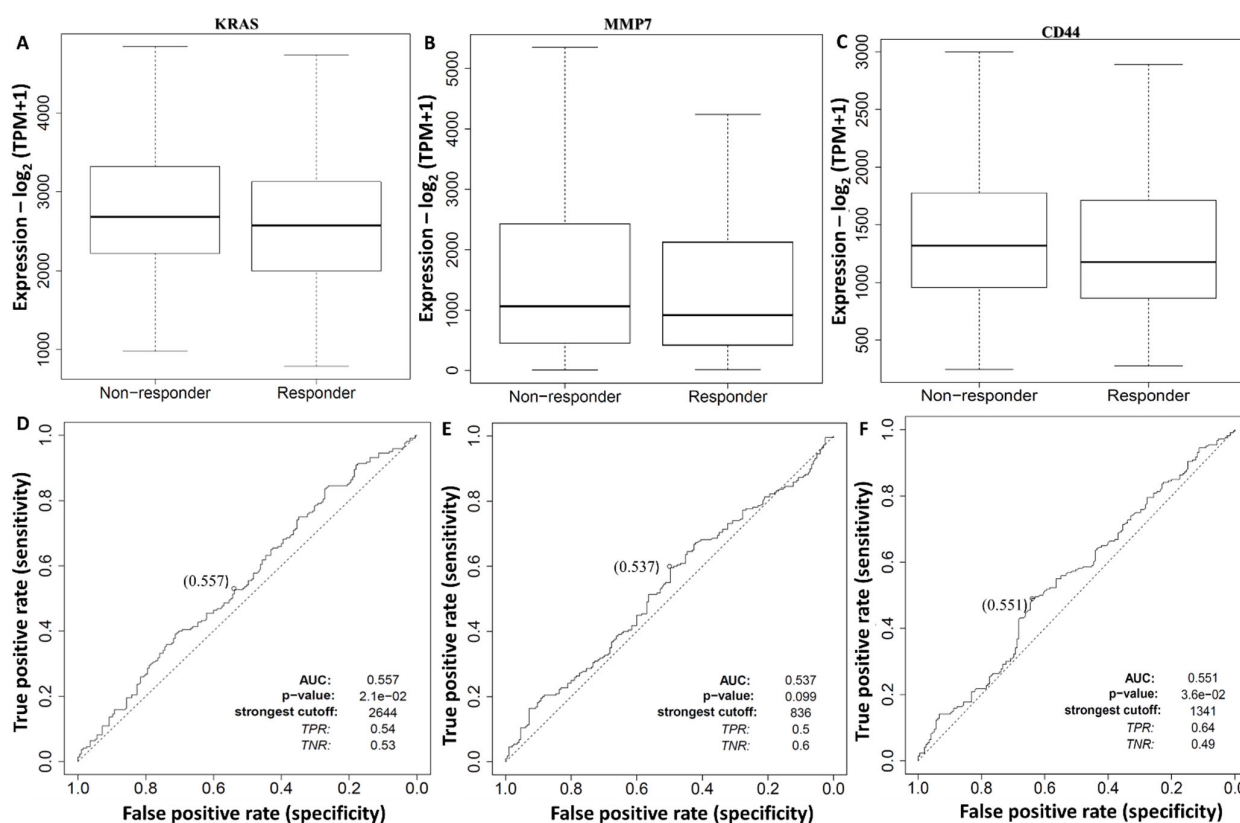 A
KRAS
Expression – log2 (TPM+1)
1000
2000
3000
4000
Non−responder
Responder
B
MMP7
Expression – log2 (TPM+1)
0
1000
2000
3000
4000
5000
Non−responder
Responder
C
CD44
Expression – log2 (TPM+1)
500
1000
1500
2000
2500
3000
Non−responder
Responder
D
True positive rate (sensitivity)
0.0
0.2
0.4
0.6
0.8
1.0
(0.557)
AUC: 0.557
p−value: 2.1e−02
strongest cutoff: 2644
TPR: 0.54
TNR: 0.53
1.0 0.8 0.6 0.4 0.2 0.0
False positive rate (specificity)
E
True positive rate (sensitivity)
0.0
0.2
0.4
0.6
0.8
1.0
(0.537)
AUC: 0.537
p−value: 0.099
strongest cutoff: 836
TPR: 0.5
TNR: 0.6
1.0 0.8 0.6 0.4 0.2 0.0
False positive rate (specificity)
F
True positive rate (sensitivity)
0.0
0.2
0.4
0.6
0.8
1.0
(0.551)
AUC: 0.551
p−value: 3.6e−02
strongest cutoff: 1341
TPR: 0.64
TNR: 0.49
1.0 0.8 0.6 0.4 0.2 0.0
False positive rate (specificity)